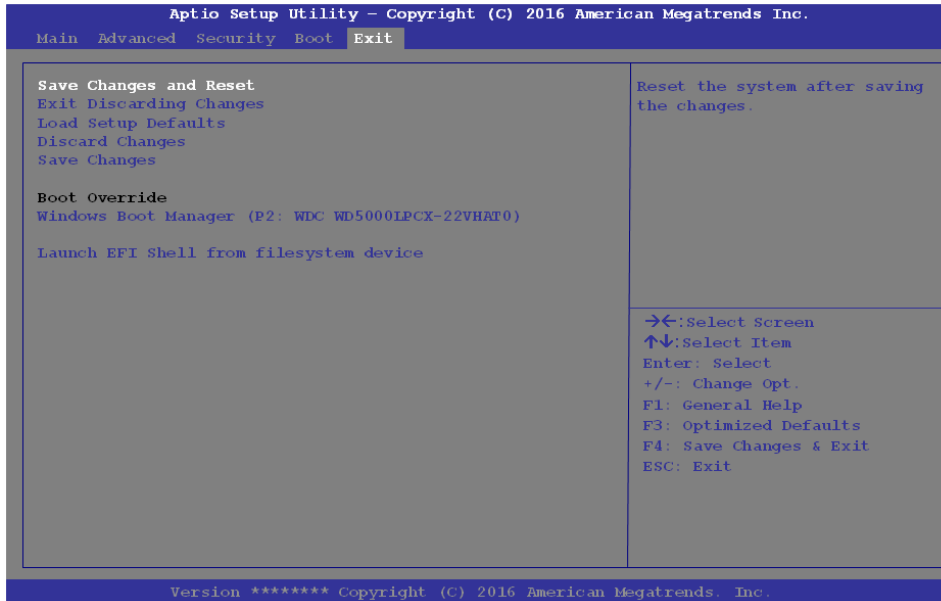 Aptio Setup Utility – Copyright (C) 2016 American Megatrends Inc.
Main Advanced Security Boot Exit
Save Changes and Reset
Exit Discarding Changes
Load Setup Defaults
Discard Changes
Save Changes
Boot Override
Windows Boot Manager (P2: WDC WD5000LPCX-22VHAT0)
Launch EFI Shell from filesystem device
Reset the system after saving
the changes.
→←:Select Screen
↑↓:Select Item
Enter: Select
+/-: Change Opt.
F1: General Help
F3: Optimized Defaults
F4: Save Changes & Exit
ESC: Exit
Version ******** Copyright (C) 2016 American Megatrends. Inc.